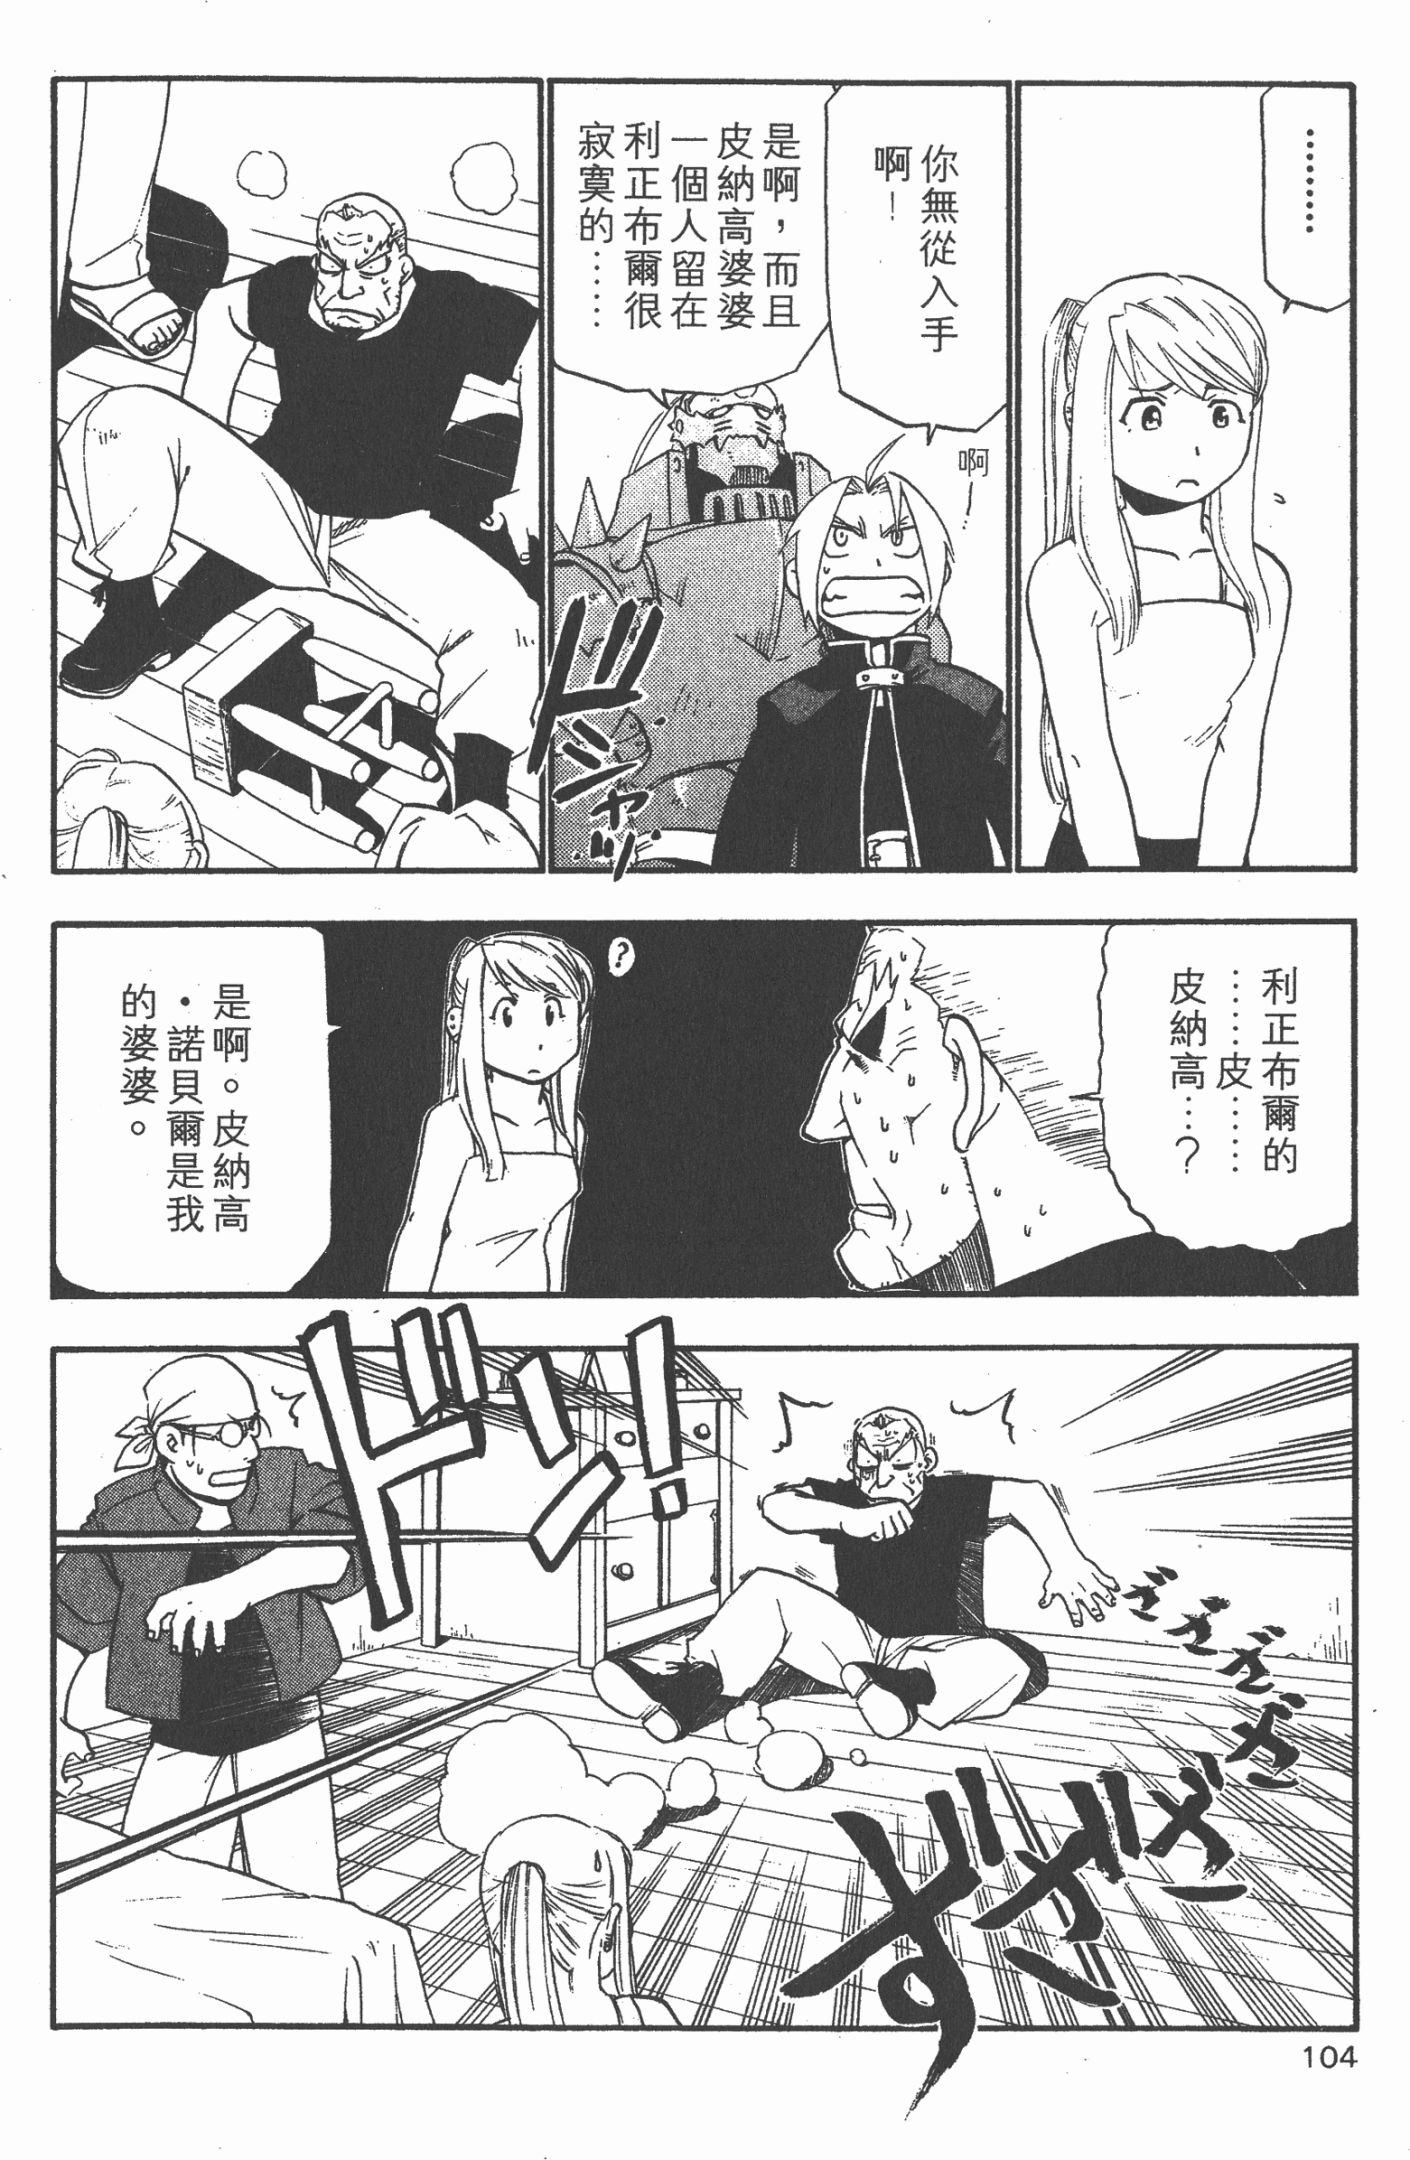 ………
你無從入手
啊！
啊…
是啊，而且
皮納高婆婆
一個人留在
利正布爾很
寂寞的……
ドシャッ
利正布爾的
……皮……
皮納高…？
?
是啊。皮納高
・諾貝爾是我
的婆婆。
ドッ!
ざざざざ
ずざざ
104